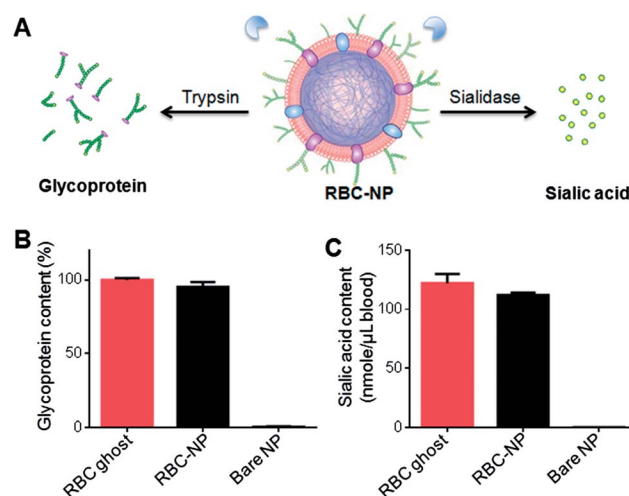 A
Trypsin
Sialidase
Glycoprotein
RBC-NP
Sialic acid
B
Glycoprotein content (%)
100
50
0
RBC ghost
RBC-NP
Bare NP
C
Sialic acid content
(nmole/µL blood)
150
100
50
0
RBC ghost
RBC-NP
Bare NP